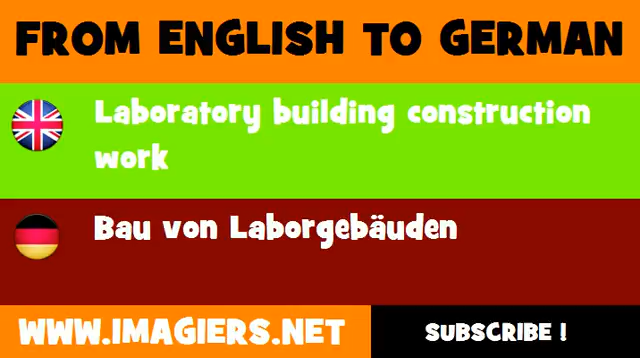 FROM ENGLISH TO GERMAN
Laboratory building construction
work
Bau von Laborgebäuden
WWW.IMAGIERS.NET
SUBSCRIBE !